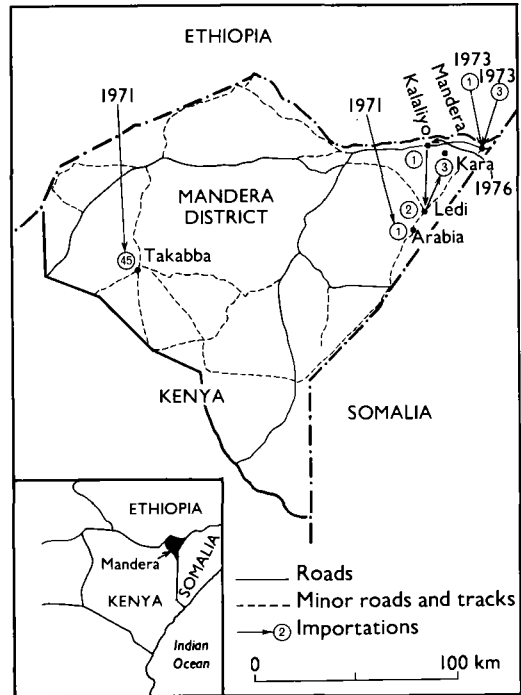 ETHIOPIA
1973
1973
1
3
Mandera
Kalaliyo
1971
1971
1
3
Kara
1976
MANDERA
DISTRICT
2
Ledi
1
Arabia
45
Takabba
KENYA
SOMALIA
ETHIOPIA
Mandera
SOMALIA
KENYA
Indian
Ocean
Roads
Minor roads and tracks
2 Importations
0 100 km